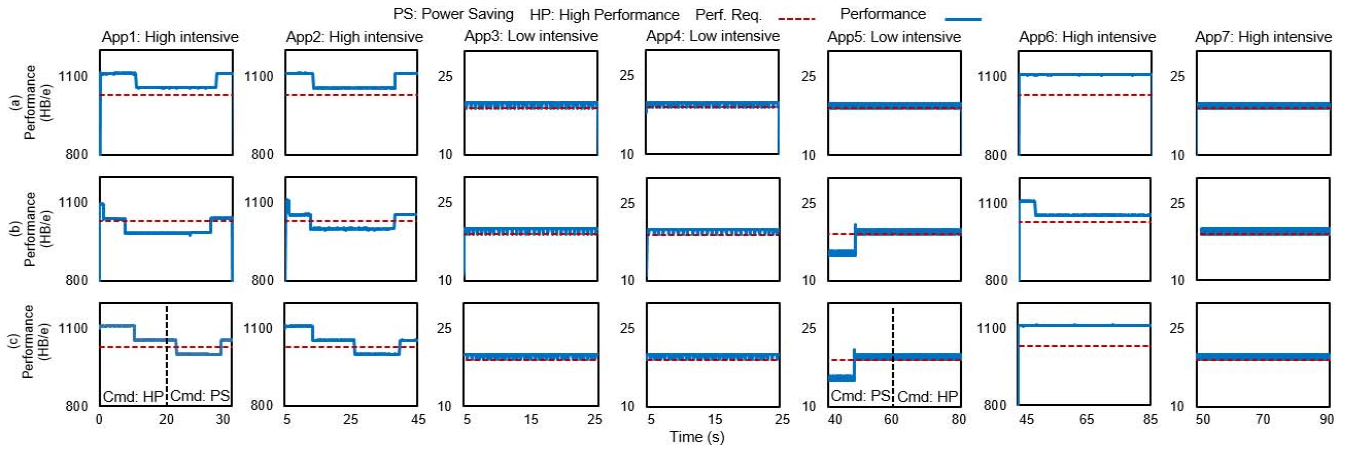 PS: Power Saving HP: High Performance Perf. Req. Performance
App1: High intensive App2: High intensive App3: Low intensive App4: Low intensive App5: Low intensive App6: High intensive App7: High intensive
(a)
Performance
(HB/e)
1100 1100 25 25 25 1100 25
800 800 10 10 10 800 10
(b)
Performance
(HB/e)
1100 1100 25 25 25 1100 25
800 800 10 10 10 800 10
(c)
Performance
(HB/e)
1100 1100 25 25 25 1100 25
Cmd: HP Cmd: PS Cmd: PS Cmd: HP
800 800 10 10 10 800 10
0 20 30 5 25 45 5 15 25 5 15 25 40 60 80 45 65 85 50 70 90
Time (s)